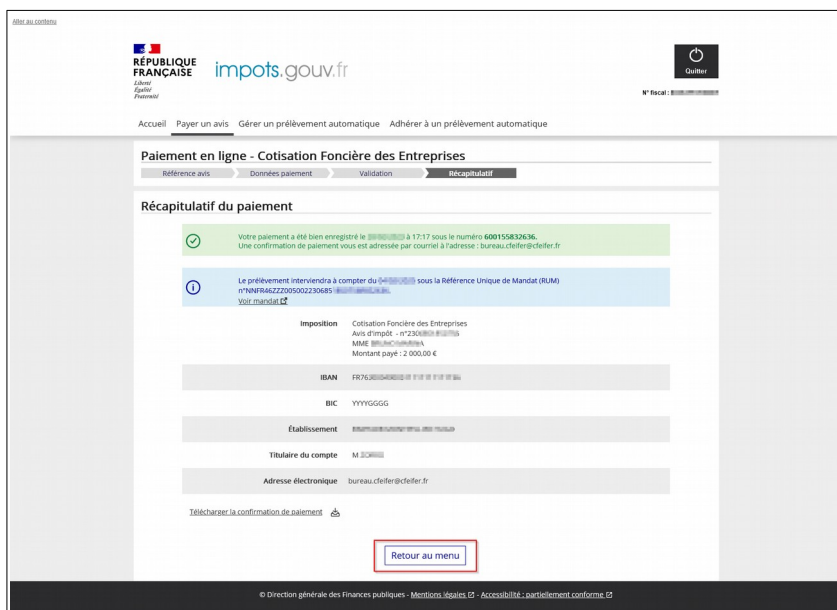 Aller au contenu
RÉPUBLIQUE
FRANÇAISE
Liberté
Égalité
Fraternité
impots.gouv.fr
Quitter
N° fiscal :
Accueil Payer un avis Gérer un prélèvement automatique Adhérer à un prélèvement automatique
Paiement en ligne - Cotisation Foncière des Entreprises
Référence avis Données paiement Validation Récapitulatif
Récapitulatif du paiement
Votre paiement a été bien enregistré le à 17:17 sous le numéro 600155832636.
Une confirmation de paiement vous est adressée par courriel à l'adresse : bureau.cfeifer@cfeifer.fr
Le prélèvement interviendra à compter du sous la Référence Unique de Mandat (RUM)
n°NNFR46ZZZ005002230685
Voir mandat
Imposition Cotisation Foncière des Entreprises
Avis d'impôt - n°230
MME
Montant payé : 2 000,00 €
IBAN FR763
BIC YYYYGGGG
Établissement
Titulaire du compte M
Adresse électronique bureau.cfeifer@cfeifer.fr
Télécharger la confirmation de paiement
Retour au menu
© Direction générale des Finances publiques - Mentions légales - Accessibilité : partiellement conforme